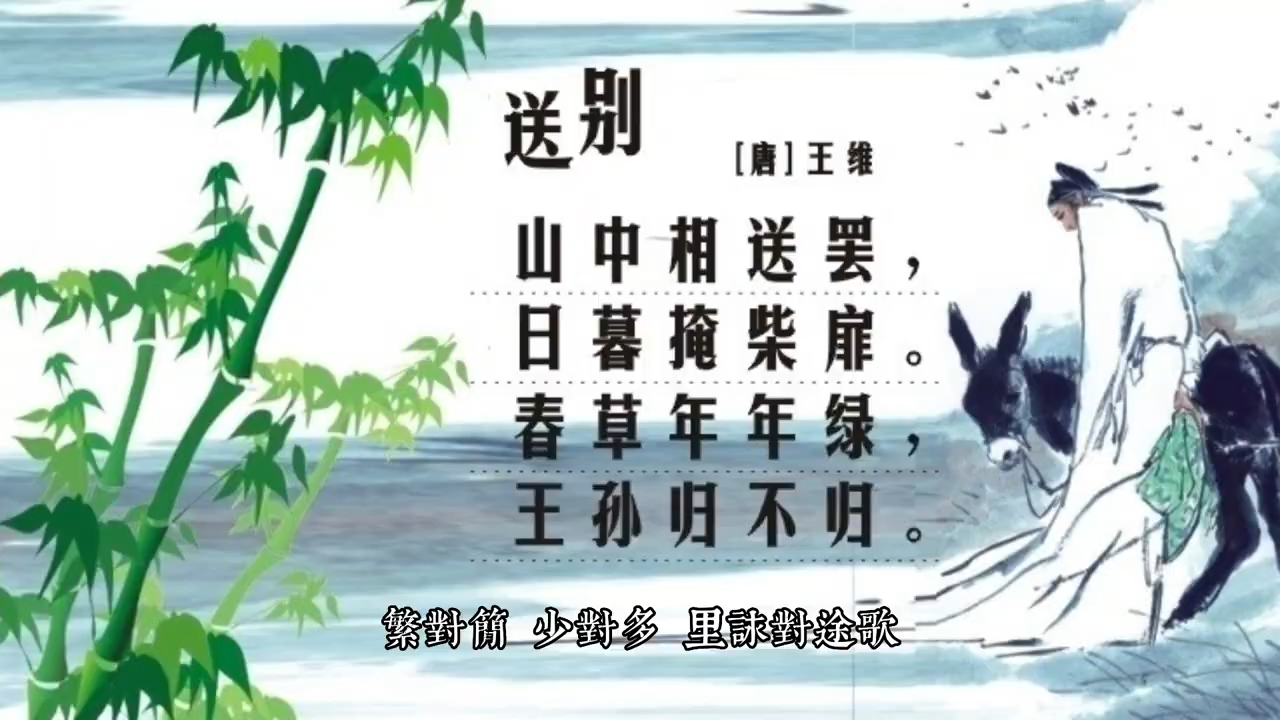 送别
[唐]王维
山中相送罢，
日暮掩柴扉。
春草年年绿，
王孙归不归。
繁對簡 少對多 里詠對途歌